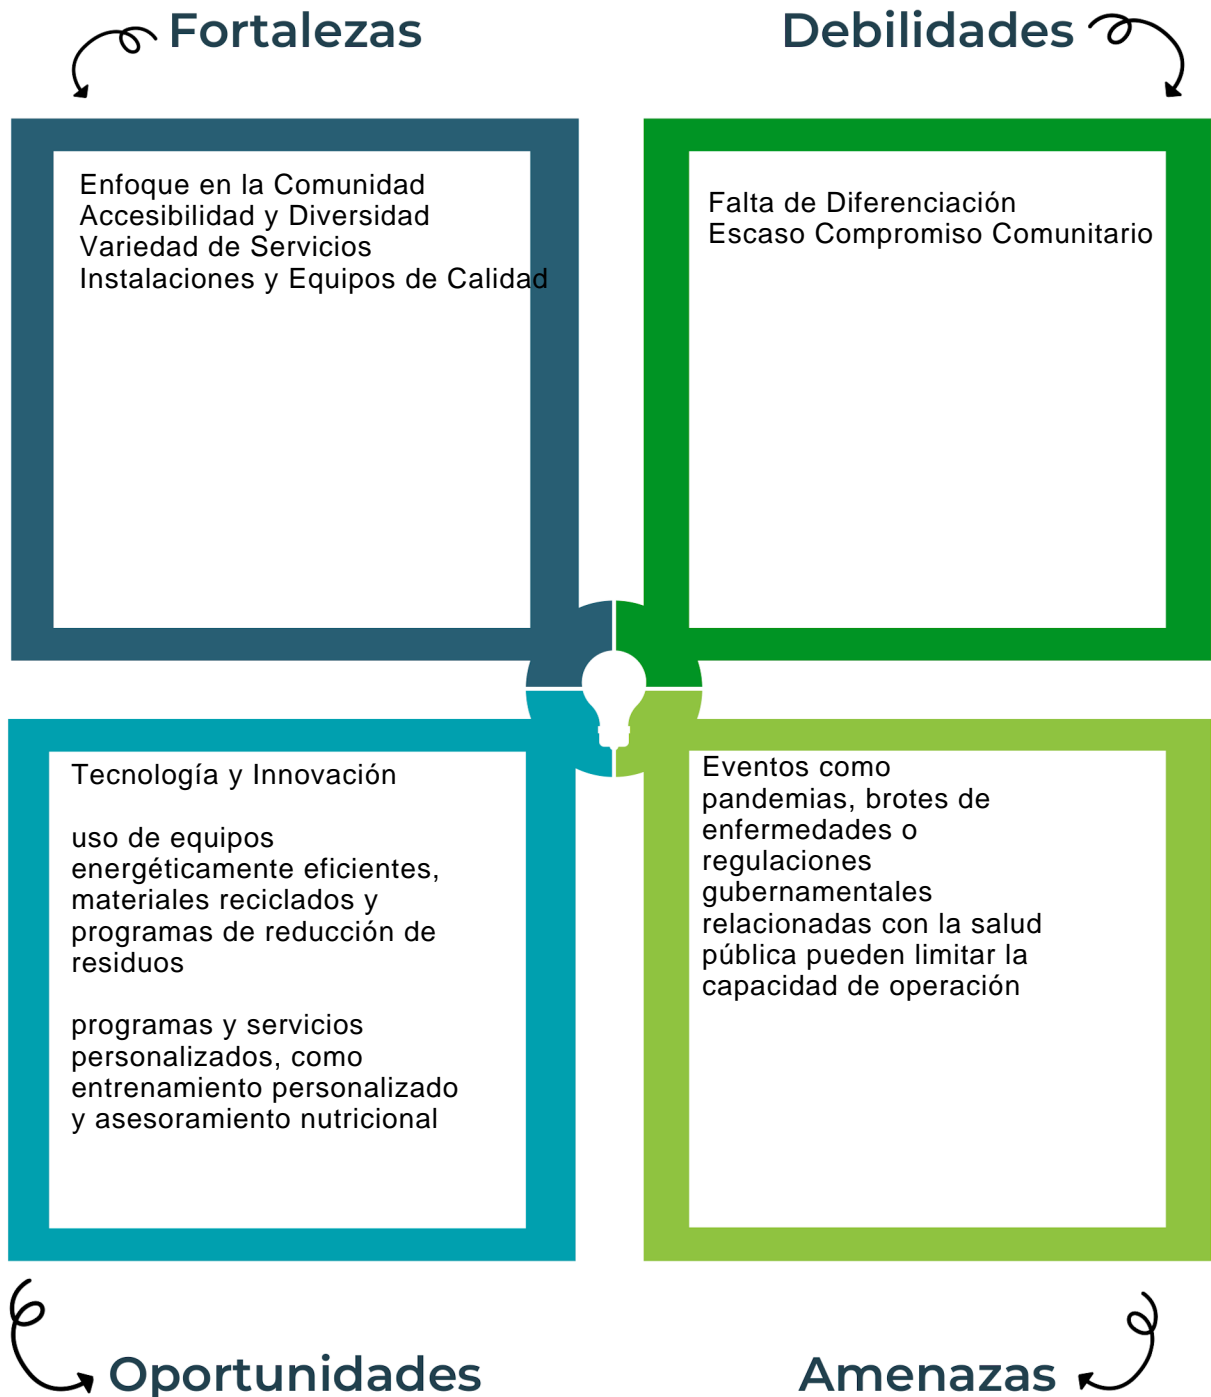 Fortalezas
Enfoque en la Comunidad
Accesibilidad y Diversidad
Variedad de Servicios
Instalaciones y Equipos de Calidad
Debilidades
Falta de Diferenciación
Escaso Compromiso Comunitario
Tecnología y Innovación
uso de equipos
energéticamente eficientes,
materiales reciclados y
programas de reducción de
residuos
programas y servicios
personalizados, como
entrenamiento personalizado
y asesoramiento nutricional
Oportunidades
Eventos como
pandemias, brotes de
enfermedades o
regulaciones
gubernamentales
relacionadas con la salud
pública pueden limitar la
capacidad de operación
Amenazas